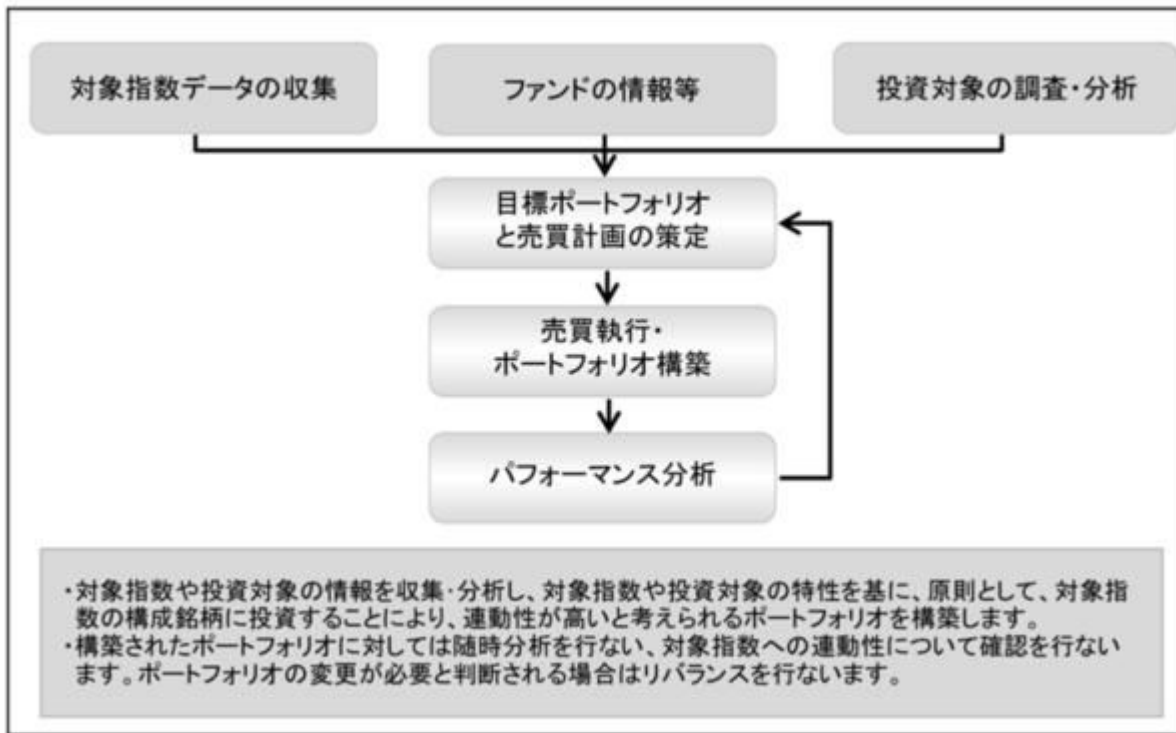 対象指数データの収集
ファンドの情報等
投資対象の調査・分析
目標ポートフォリオ
と売買計画の策定
売買執行・
ポートフォリオ構築
パフォーマンス分析
・対象指数や投資対象の情報を収集・分析し、対象指数や投資対象の特性を基に、原則として、対象指
数の構成銘柄に投資することにより、連動性が高いと考えられるポートフォリオを構築します。
・構築されたポートフォリオに対しては随時分析を行ない、対象指数への連動性について確認を行ない
ます。ポートフォリオの変更が必要と判断される場合はリバランスを行ないます。